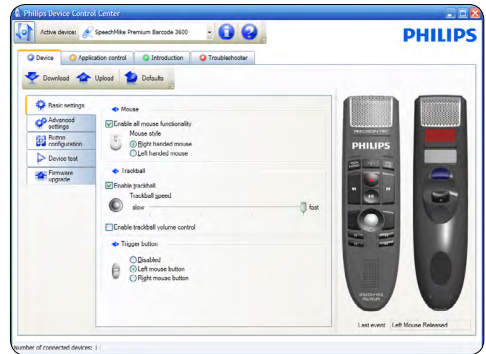 Philips Device Control Center
Active device: SpeechMike Premium Barcode 3600
PHILIPS
Device Application control Introduction Troubleshooter
Download Upload Defaults
Basic settings
Advanced settings
Button configuration
Device test
Firmware upgrade
Mouse
Enable all mouse functionality
Mouse style
Right handed mouse
Left handed mouse
Trackball
Enable trackball
Trackball speed
slow foot
Enable trackball volume control
Trigger button
Disabled
Left mouse button
Right mouse button
PHILIPS
Last event Left Mouse Released
Number of connected devices: 1